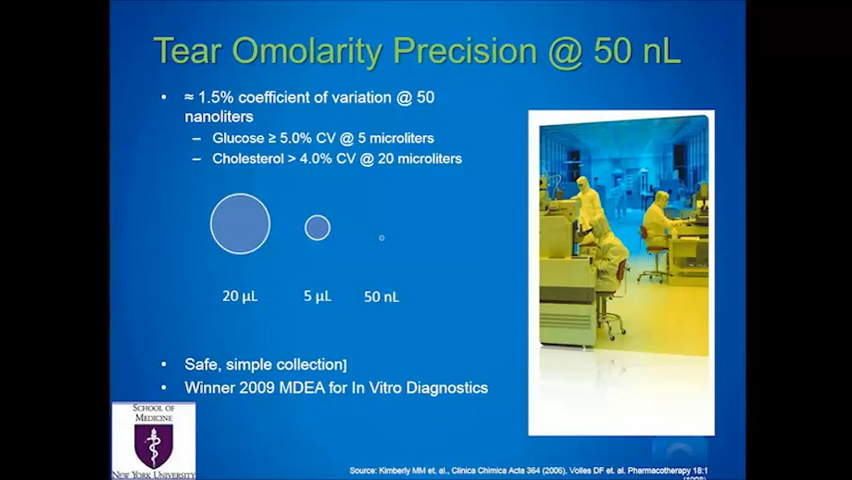 Tear Omolarity Precision @ 50 nL
• ≈ 1.5% coefficient of variation @ 50
nanoliters
– Glucose ≥ 5.0% CV @ 5 microliters
– Cholesterol > 4.0% CV @ 20 microliters
20 µL 5 µL 50 nL
• Safe, simple collection]
• Winner 2009 MDEA for In Vitro Diagnostics
SCHOOL OF
MEDICINE
NEW YORK UNIVERSITY
Source: Kimberly MM et. al., Clinica Chimica Acta 364 (2006), Volles DF et. al. Pharmacotherapy 18:1